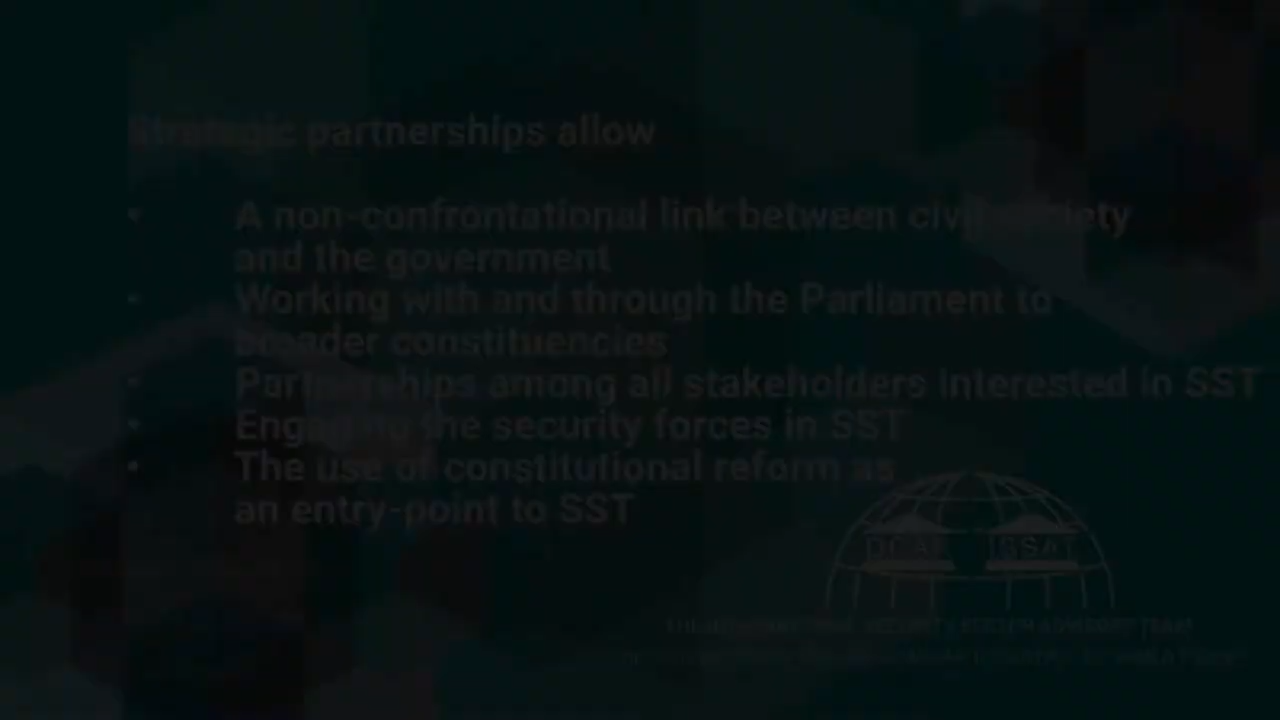 Strategic partnerships allow
• A non-confrontational link between civil society
and the government
• Working with and through the Parliament to
broader constituencies
• Partnerships among all stakeholders interested in SST
• Engaging the security forces in SST
• The use of constitutional reform as
an entry-point to SST
DCAF ISSAT